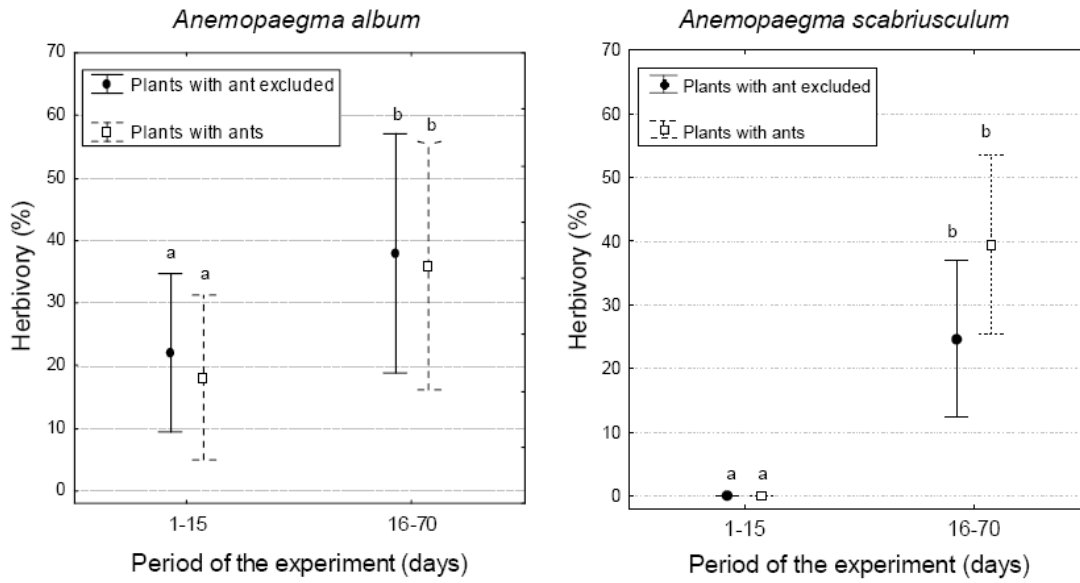 Anemopaegma album
70
60
50
40
30
20
10
0
Herbivory (%)
Plants with ant excluded
Plants with ants
a
a
b
b
1-15
16-70
Period of the experiment (days)
Anemopaegma scabriusculum
70
60
50
40
30
20
10
0
Herbivory (%)
Plants with ant excluded
Plants with ants
a
a
b
b
1-15
16-70
Period of the experiment (days)